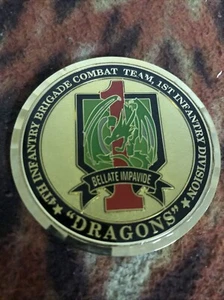 4TH INFANTRY BRIGADE COMBAT TEAM, 1ST INFANTRY DIVISION
1
BELLATE IMPAVIDE
"DRAGONS"